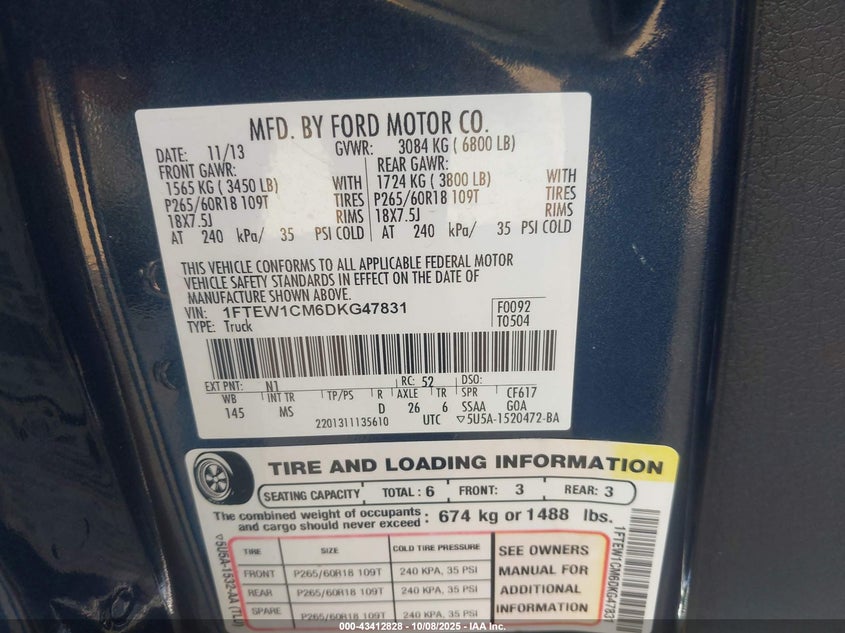 MFD. BY FORD MOTOR CO.
DATE: 11/13 GVWR: 3084 KG ( 6800 LB)
FRONT GAWR: REAR GAWR:
1565 KG ( 3450 LB) WITH 1724 KG ( 3800 LB) WITH
P265/60R18 109T TIRES P265/60R18 109T TIRES
18X7.5J RIMS 18X7.5J RIMS
AT 240 kPa/ 35 PSI COLD AT 240 kPa/ 35 PSI COLD
THIS VEHICLE CONFORMS TO ALL APPLICABLE FEDERAL MOTOR
VEHICLE SAFETY STANDARDS IN EFFECT ON THE DATE OF
MANUFACTURE SHOWN ABOVE.
VIN: 1FTEW1CM6DKG47831 F0092
TYPE: Truck T0504
EXT PNT: N1 RC: 52 DSO:
WB INT TR TP/PS R AXLE TR SPR CF617
145 MS D 26 6 SSAA GOA
2201311135610 UTC ▽5U5A-1520472-BA
TIRE AND LOADING INFORMATION
SEATING CAPACITY TOTAL: 6 FRONT: 3 REAR: 3
The combined weight of occupants and cargo should never exceed: 674 kg or 1488 lbs.
TIRE SIZE COLD TIRE PRESSURE
FRONT P265/60R18 109T 240 KPA, 35 PSI
REAR P265/60R18 109T 240 KPA, 35 PSI
SPARE P265/60R18 109T 240 KPA, 35 PSI
SEE OWNERS
MANUAL FOR
ADDITIONAL
INFORMATION
▽5U5A-1532-AA (TL0)
1FTEW1CM6DKG47831
000-43412828 - 10/08/2025 - IAA Inc.